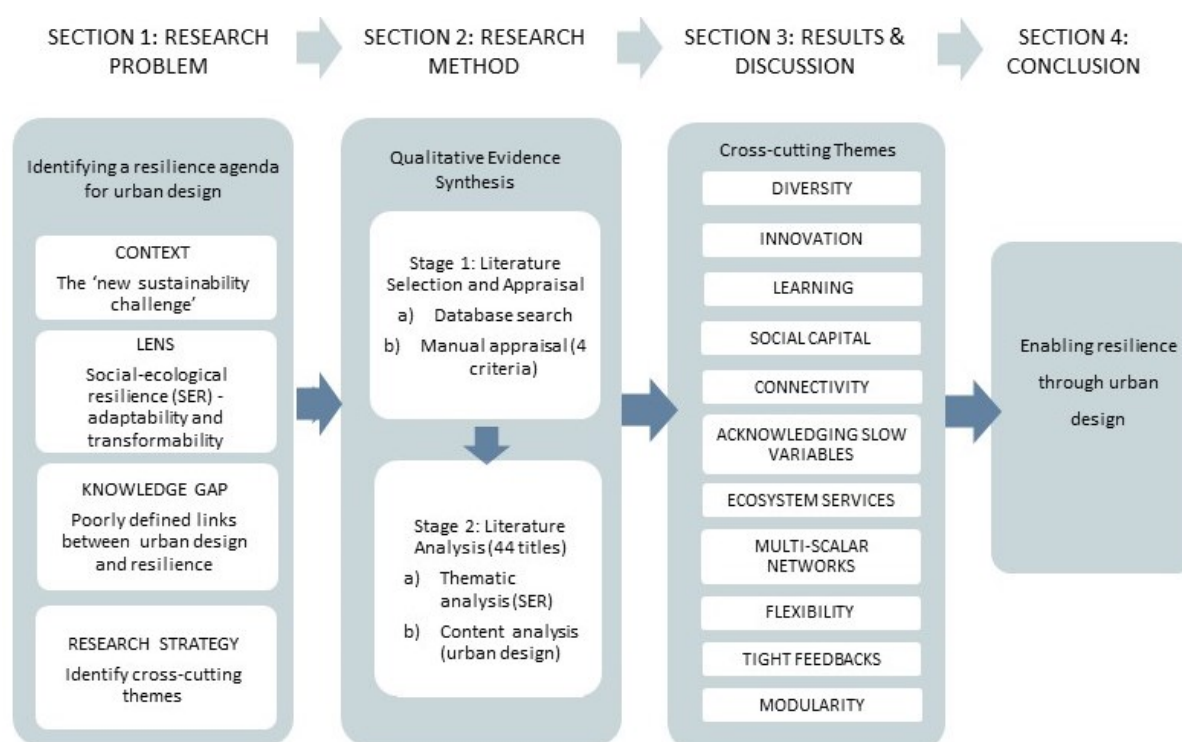 SECTION 1: RESEARCH
PROBLEM
SECTION 2: RESEARCH
METHOD
SECTION 3: RESULTS &
DISCUSSION
SECTION 4:
CONCLUSION
Identifying a resilience agenda
for urban design
CONTEXT
The ‘new sustainability
challenge’
LENS
Social-ecological
resilience (SER) -
adaptability and
transformability
KNOWLEDGE GAP
Poorly defined links
between urban design
and resilience
RESEARCH STRATEGY
Identify cross-cutting
themes
Qualitative Evidence
Synthesis
Stage 1: Literature
Selection and Appraisal
a) Database search
b) Manual appraisal (4
criteria)
Stage 2: Literature
Analysis (44 titles)
a) Thematic
analysis (SER)
b) Content analysis
(urban design)
Cross-cutting Themes
DIVERSITY
INNOVATION
LEARNING
SOCIAL CAPITAL
CONNECTIVITY
ACKNOWLEDGING SLOW
VARIABLES
ECOSYSTEM SERVICES
MULTI-SCALAR
NETWORKS
FLEXIBILITY
TIGHT FEEDBACKS
MODULARITY
Enabling resilience
through urban
design